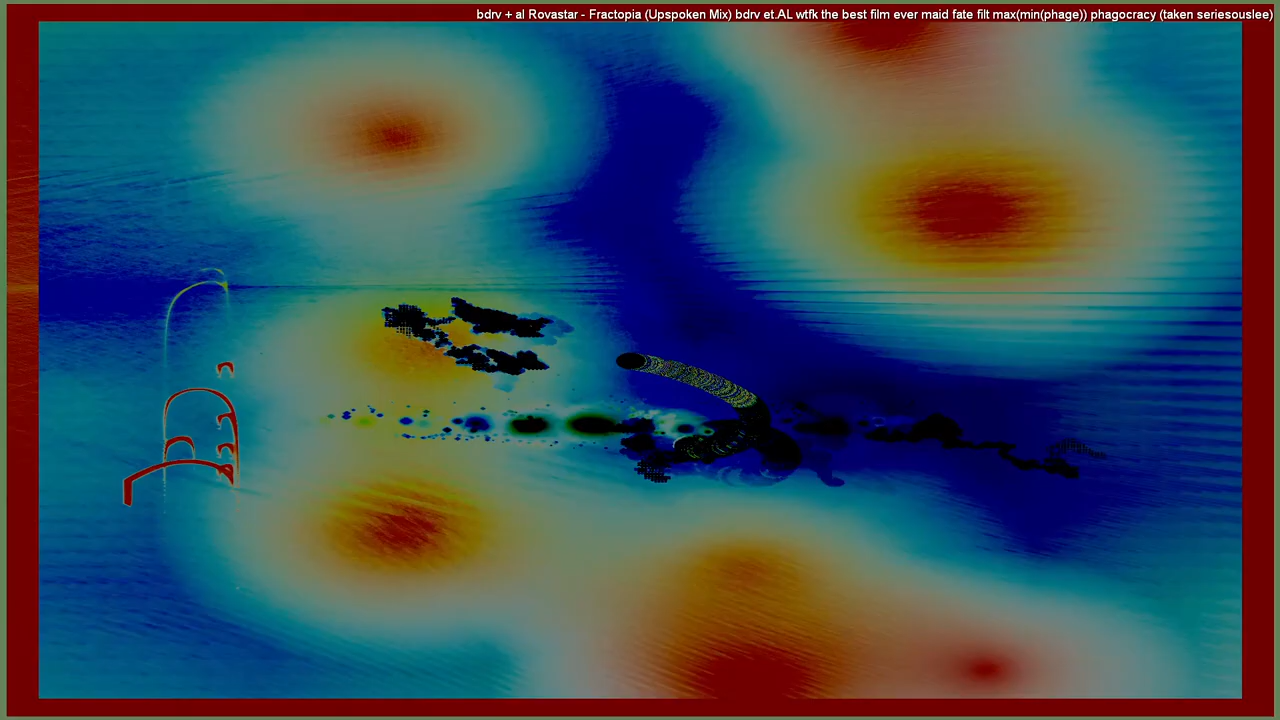 bdrv + al Rovastar - Fractopia (Upspoken Mix) bdrv et.AL wtfk the best film ever maid fate filt max(min(phage)) phagocracy (taken seriesouslee)